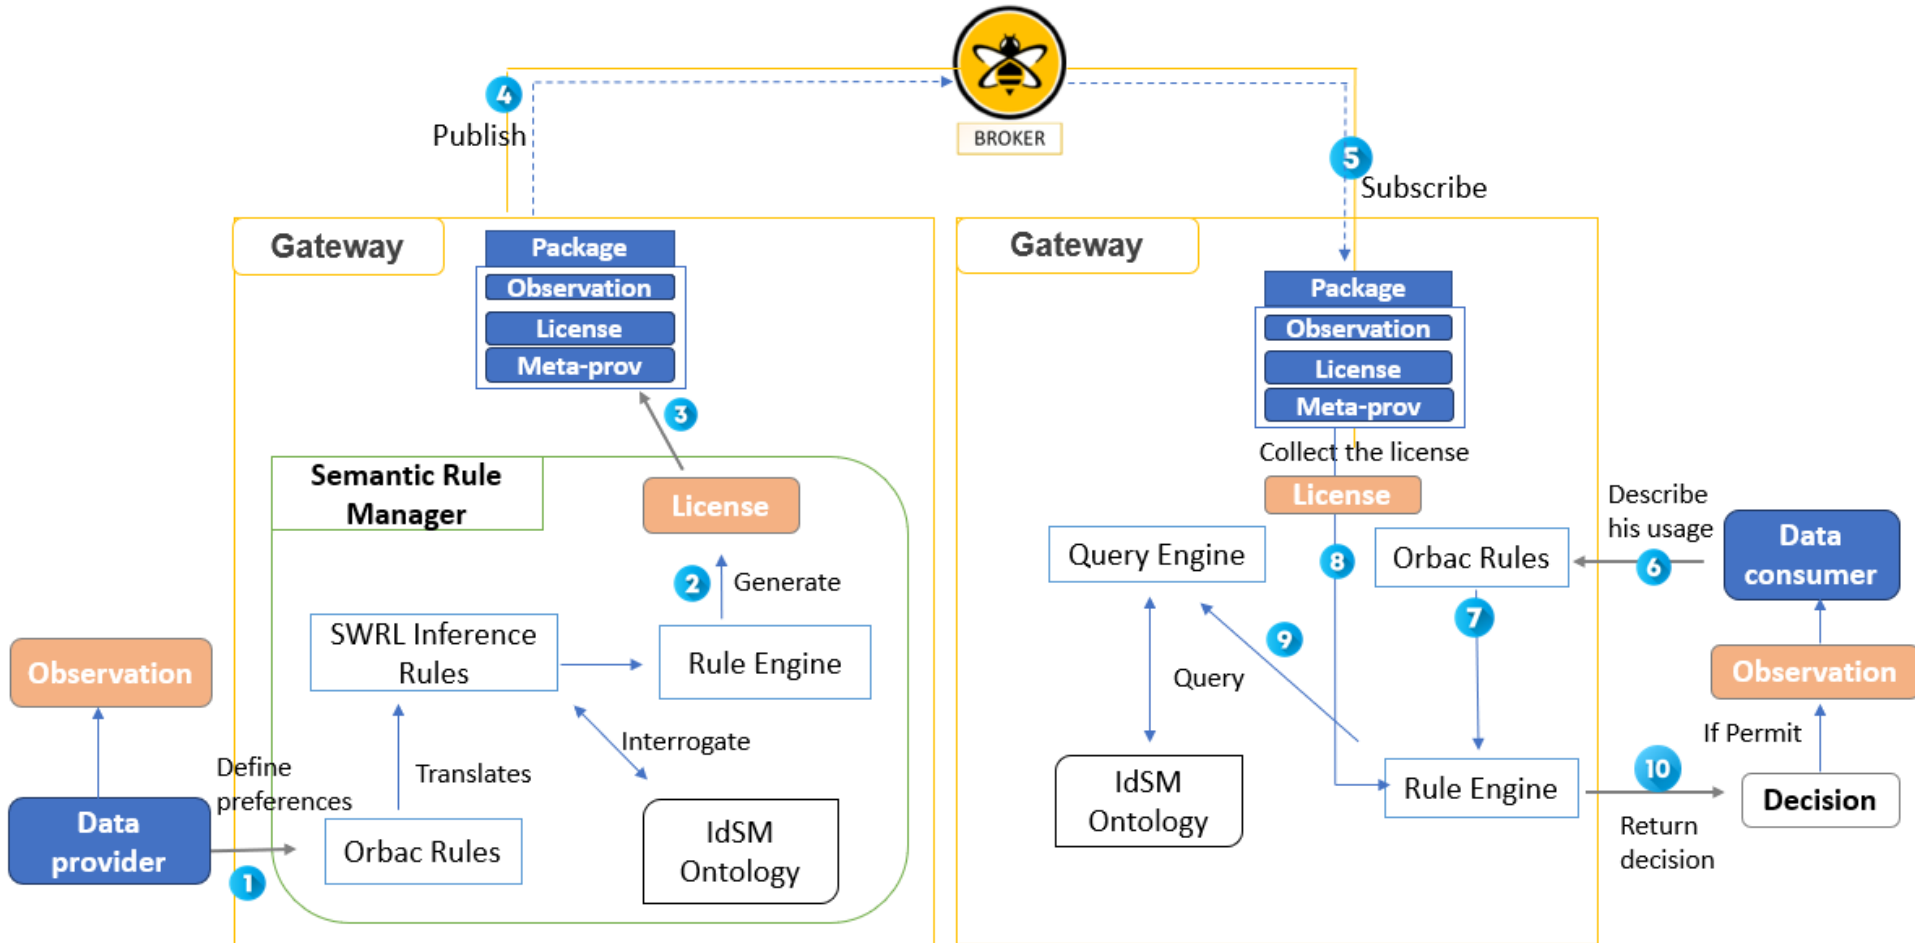 4
Publish
BROKER
5
Subscribe
Gateway
Package
Observation
License
Meta-prov
3
Semantic Rule
Manager
License
2
Generate
SWRL Inference
Rules
Rule Engine
Observation
Interrogate
Translates
Define
preferences
Data
provider
1
Orbac Rules
IdSM
Ontology
Gateway
Package
Observation
License
Meta-prov
Collect the license
License
Query Engine
8
Orbac Rules
Describe
his usage
6
Data
consumer
7
9
Query
Observation
If Permit
IdSM
Ontology
Rule Engine
10
Return
decision
Decision